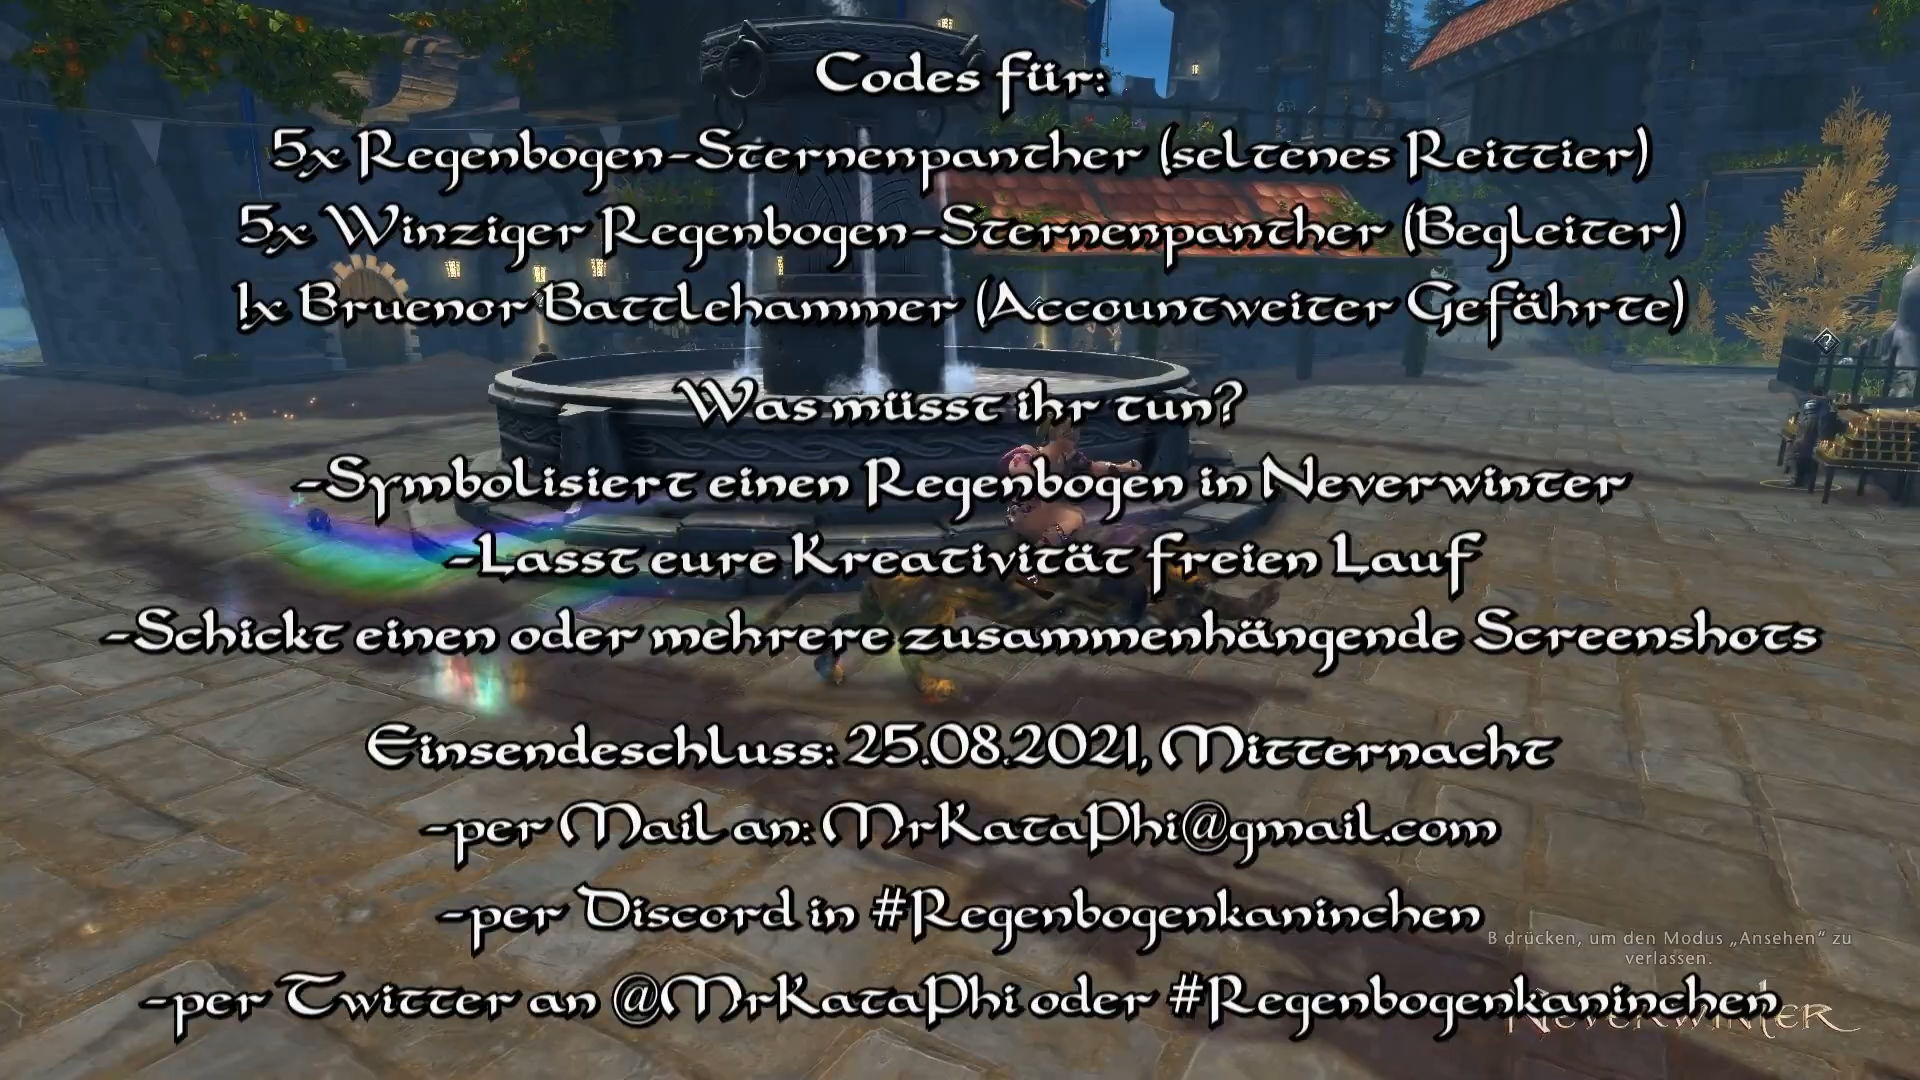 Codes für:
5x Regenbogen-Sternenpanther (seltenes Reittier)
5x Winziger Regenbogen-Sternenpanther (Begleiter)
1x Bruenor Battlehammer (Accountweiter Gefährte)
Was müsst ihr tun?
-Symbolisiert einen Regenbogen in Neverwinter
-Lasst eure Kreativität freien Lauf
-Schickt einen oder mehrere zusammenhängende Screenshots
Einsendeschluss: 25.08.2021, Mitternacht
-per Mail an: MrKataPhi@gmail.com
-per Discord in #Regenbogenkaninchen
B drücken, um den Modus „Ansehen“ zu
verlassen.
-per Twitter an @MrKataPhi oder #Regenbogenkaninchen
NEVERWINTER